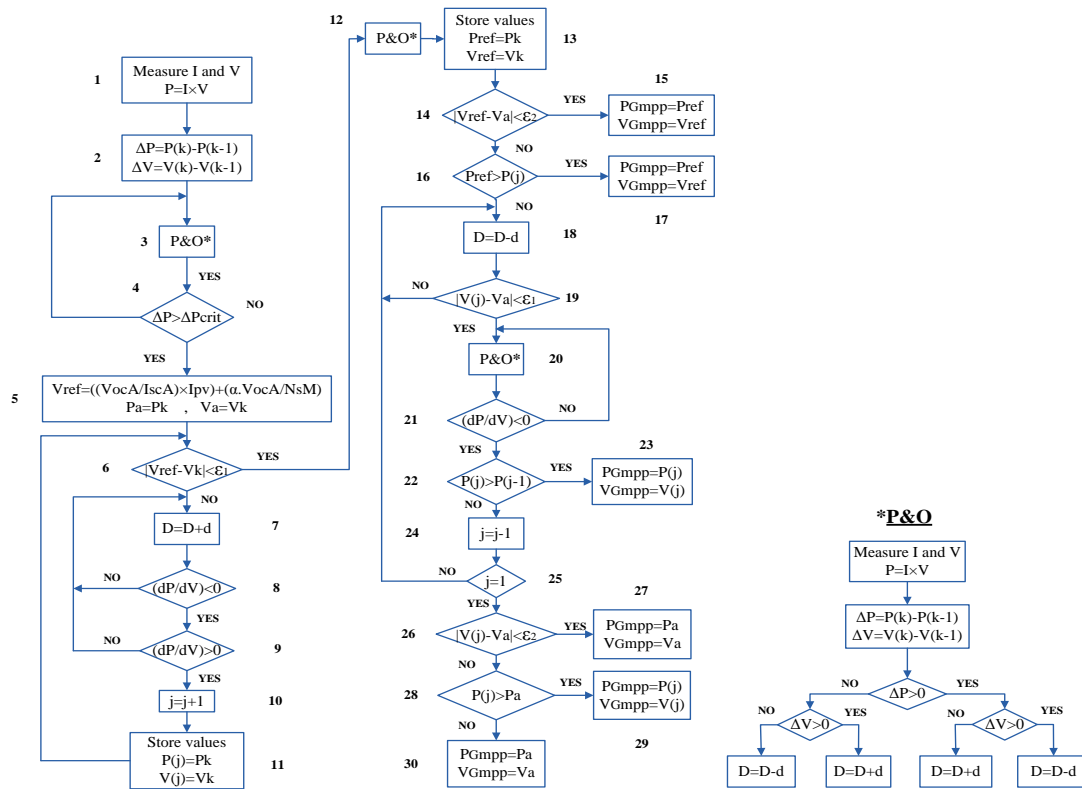 1
Measure I and V
P=I×V
2
ΔP=P(k)-P(k-1)
ΔV=V(k)-V(k-1)
3
P&O*
YES
4
ΔP>ΔPcrit
NO
YES
5
Vref=((VocA/IscA)×Ipv)+(α.VocA/NsM)
Pa=Pk , Va=Vk
6
|Vref-Vk|<ε1
YES
NO
D=D+d
7
NO
(dP/dV)<0
8
YES
NO
(dP/dV)>0
9
YES
j=j+1
10
Store values
P(j)=Pk
V(j)=Vk
11
12
P&O*
Store values
Pref=Pk
Vref=Vk
13
14
|Vref-Va|<ε2
YES
15
PGmpp=Pref
VGmpp=Vref
NO
16
Pref>P(j)
YES
PGmpp=Pref
VGmpp=Vref
17
NO
D=D-d
18
NO
|V(j)-Va|<ε1
19
YES
P&O*
20
21
(dP/dV)<0
NO
YES
22
P(j)>P(j-1)
YES
23
PGmpp=P(j)
VGmpp=V(j)
NO
24
j=j-1
NO
j=1
25
YES
26
|V(j)-Va|<ε2
YES
27
PGmpp=Pa
VGmpp=Va
NO
28
P(j)>Pa
YES
PGmpp=P(j)
VGmpp=V(j)
29
NO
30
PGmpp=Pa
VGmpp=Va
*P&O
Measure I and V
P=I×V
ΔP=P(k)-P(k-1)
ΔV=V(k)-V(k-1)
NO
ΔP>0
YES
NO
ΔV>0
YES
NO
ΔV>0
YES
D=D-d
D=D+d
D=D+d
D=D-d